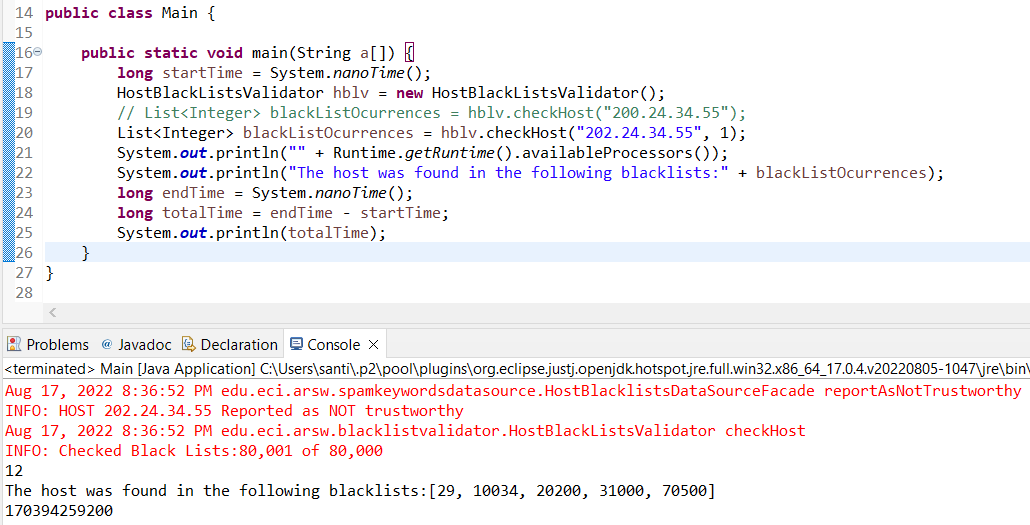 14 public class Main {
15
16 public static void main(String a[]) {
17 long startTime = System.nanoTime();
18 HostBlackListsValidator hblv = new HostBlackListsValidator();
19 // List<Integer> blackListOcurrences = hblv.checkHost("200.24.34.55");
20 List<Integer> blackListOcurrences = hblv.checkHost("202.24.34.55", 1);
21 System.out.println("" + Runtime.getRuntime().availableProcessors());
22 System.out.println("The host was found in the following blacklists:" + blackListOcurrences);
23 long endTime = System.nanoTime();
24 long totalTime = endTime - startTime;
25 System.out.println(totalTime);
26 }
27 }
28
Problems @ Javadoc Declaration Console
<terminated> Main [Java Application] C:\Users\santi\.p2\pool\plugins\org.eclipse.justj.openjdk.hotspot.jre.full.win32.x86_64_17.0.4.v20220805-1047\jre\bin\
Aug 17, 2022 8:36:52 PM edu.eci.arsw.spamkeywordsdatasource.HostBlacklistsDataSourceFacade reportAsNotTrustworthy
INFO: HOST 202.24.34.55 Reported as NOT trustworthy
Aug 17, 2022 8:36:52 PM edu.eci.arsw.blacklistvalidator.HostBlackListsValidator checkHost
INFO: Checked Black Lists:80,001 of 80,000
12
The host was found in the following blacklists:[29, 10034, 20200, 31000, 70500]
170394259200